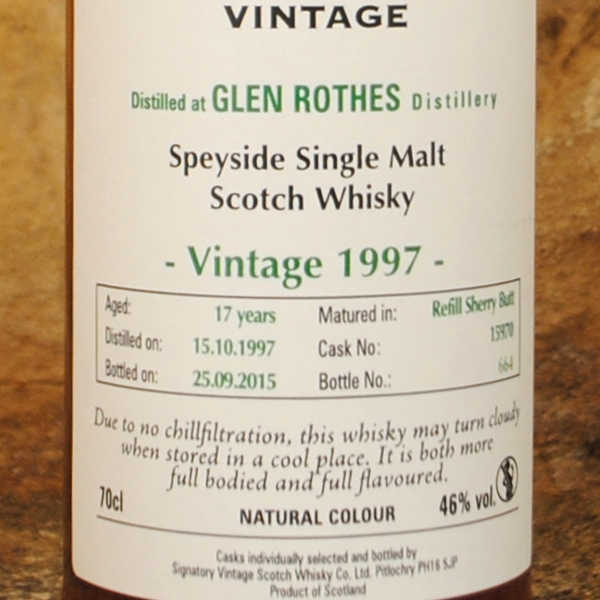 VINTAGE
Distilled at GLEN ROTHES Distillery
Speyside Single Malt
Scotch Whisky
- Vintage 1997 -
Aged: 17 years Matured in: Refill Sherry Butt
Distilled on: 15.10.1997 Cask No: 15970
Bottled on: 25.09.2015 Bottle No.: 664
Due to no chillfiltration, this whisky may turn cloudy
when stored in a cool place. It is both more
full bodied and full flavoured.
70cl NATURAL COLOUR 46% vol.
Casks individually selected and bottled by
Signatory Vintage Scotch Whisky Co. Ltd. Pitlochry PH16 5JP
Product of Scotland